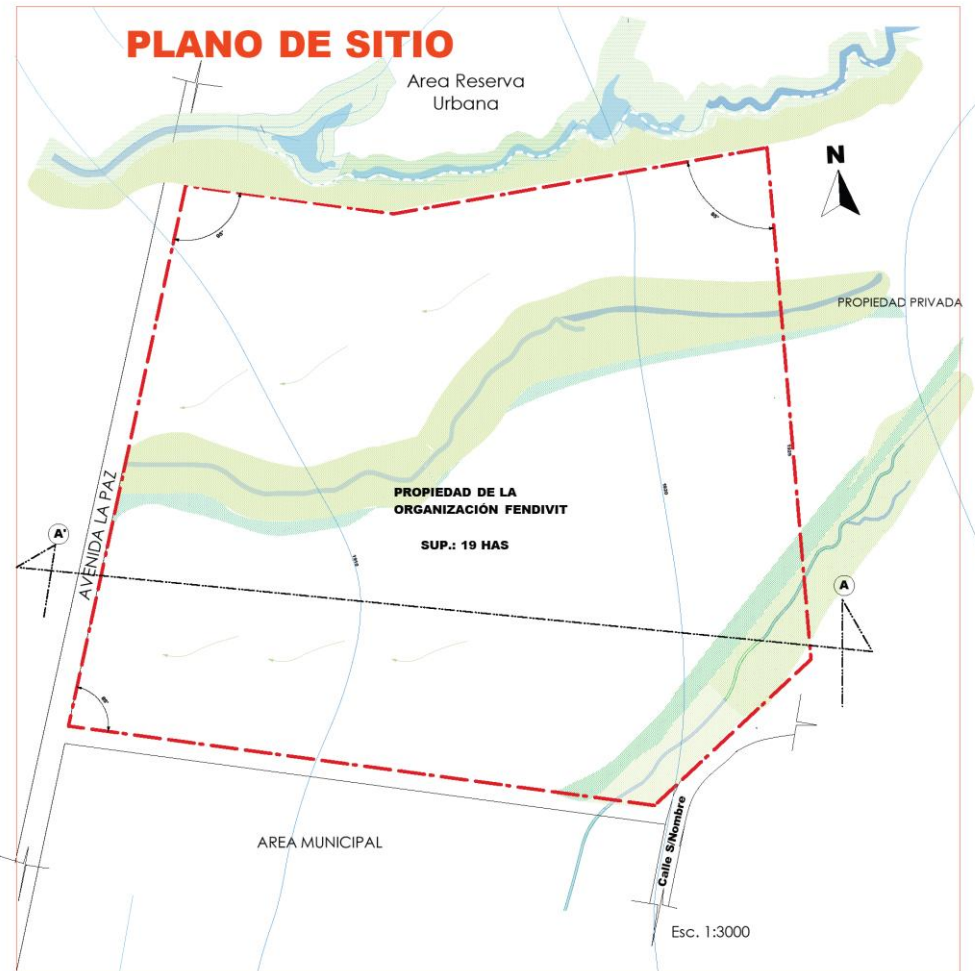 PLANO DE SITIO
Area Reserva
Urbana
N
PROPIEDAD PRIVADA
PROPIEDAD DE LA
ORGANIZACIÓN FENDIVIT
SUP.: 19 HAS
AVENIDA LA PAZ
A'
A
AREA MUNICIPAL
Calle S/Nombre
Esc. 1:3000